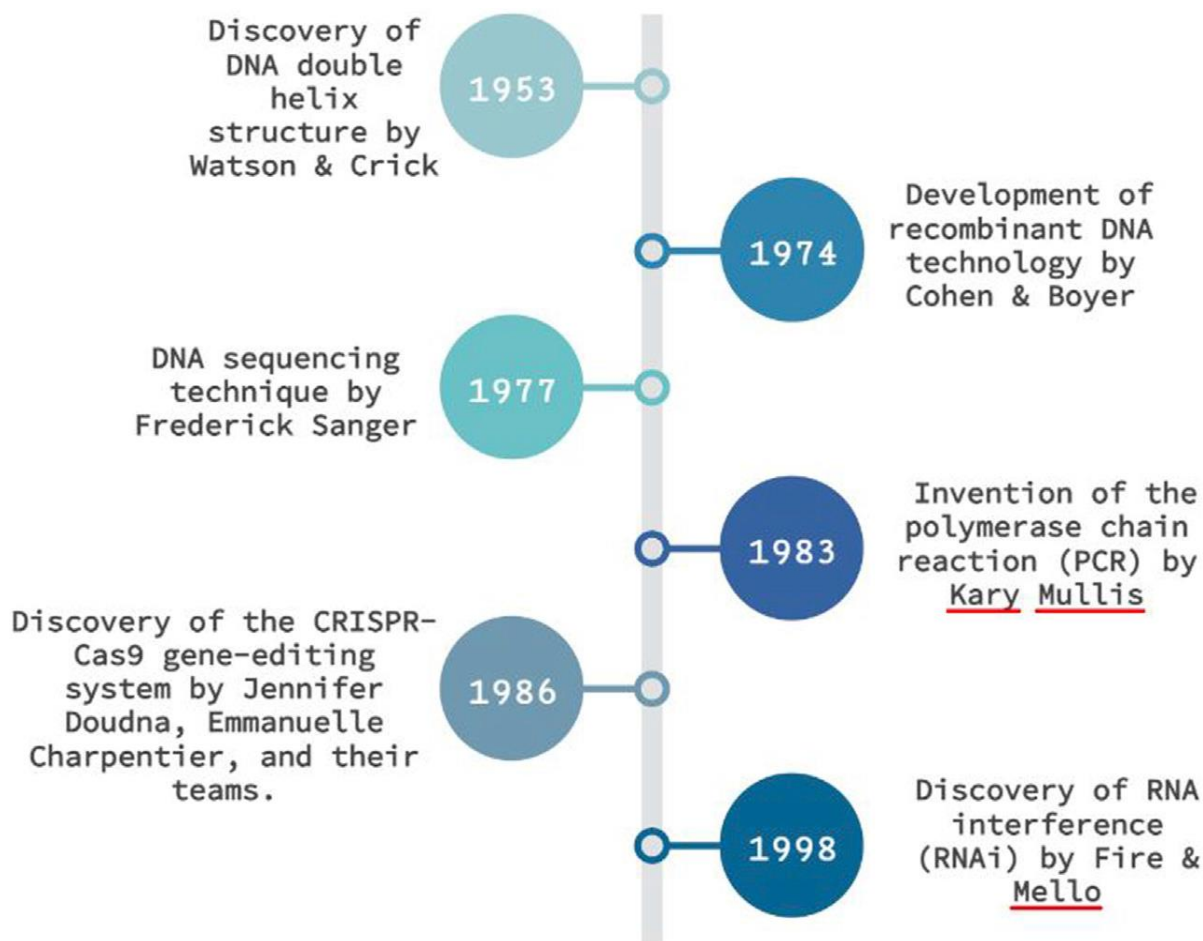 Discovery of
DNA double
helix
structure by
Watson & Crick
1953
1974
Development of
recombinant DNA
technology by
Cohen & Boyer
DNA sequencing
technique by
Frederick Sanger
1977
1983
Invention of the
polymerase chain
reaction (PCR) by
Kary Mullis
Discovery of the CRISPR-
Cas9 gene-editing
system by Jennifer
Doudna, Emmanuelle
Charpentier, and their
teams.
1986
1998
Discovery of RNA
interference
(RNAi) by Fire &
Mello